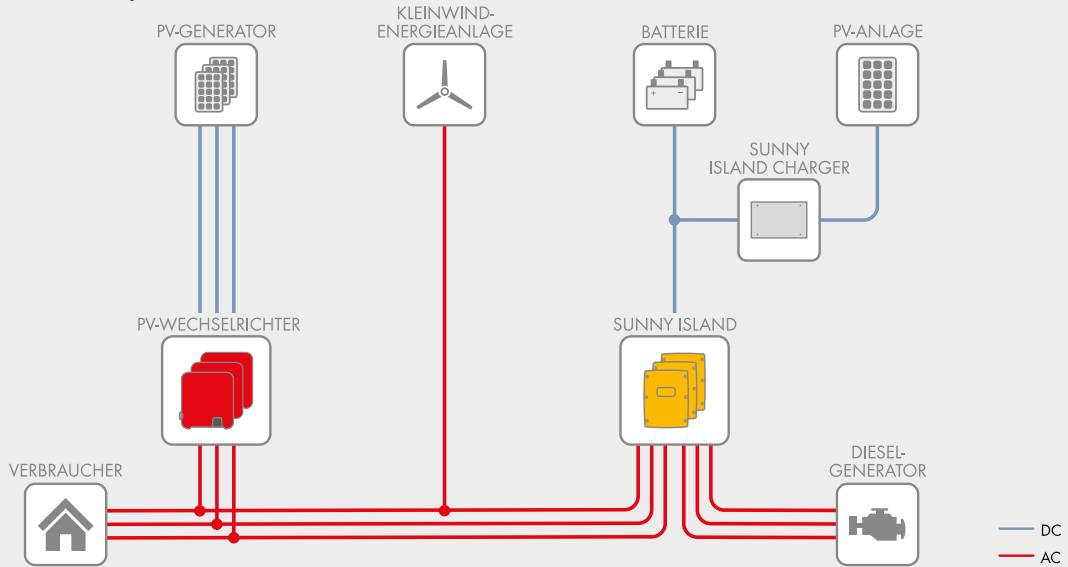 KLEINWIND-
ENERGIEANLAGE
PV-GENERATOR
BATTERIE
PV-ANLAGE
SUNNY
ISLAND CHARGER
PV-WECHSELRICHTER
SUNNY ISLAND
VERBRAUCHER
DIESEL-
GENERATOR
DC
AC